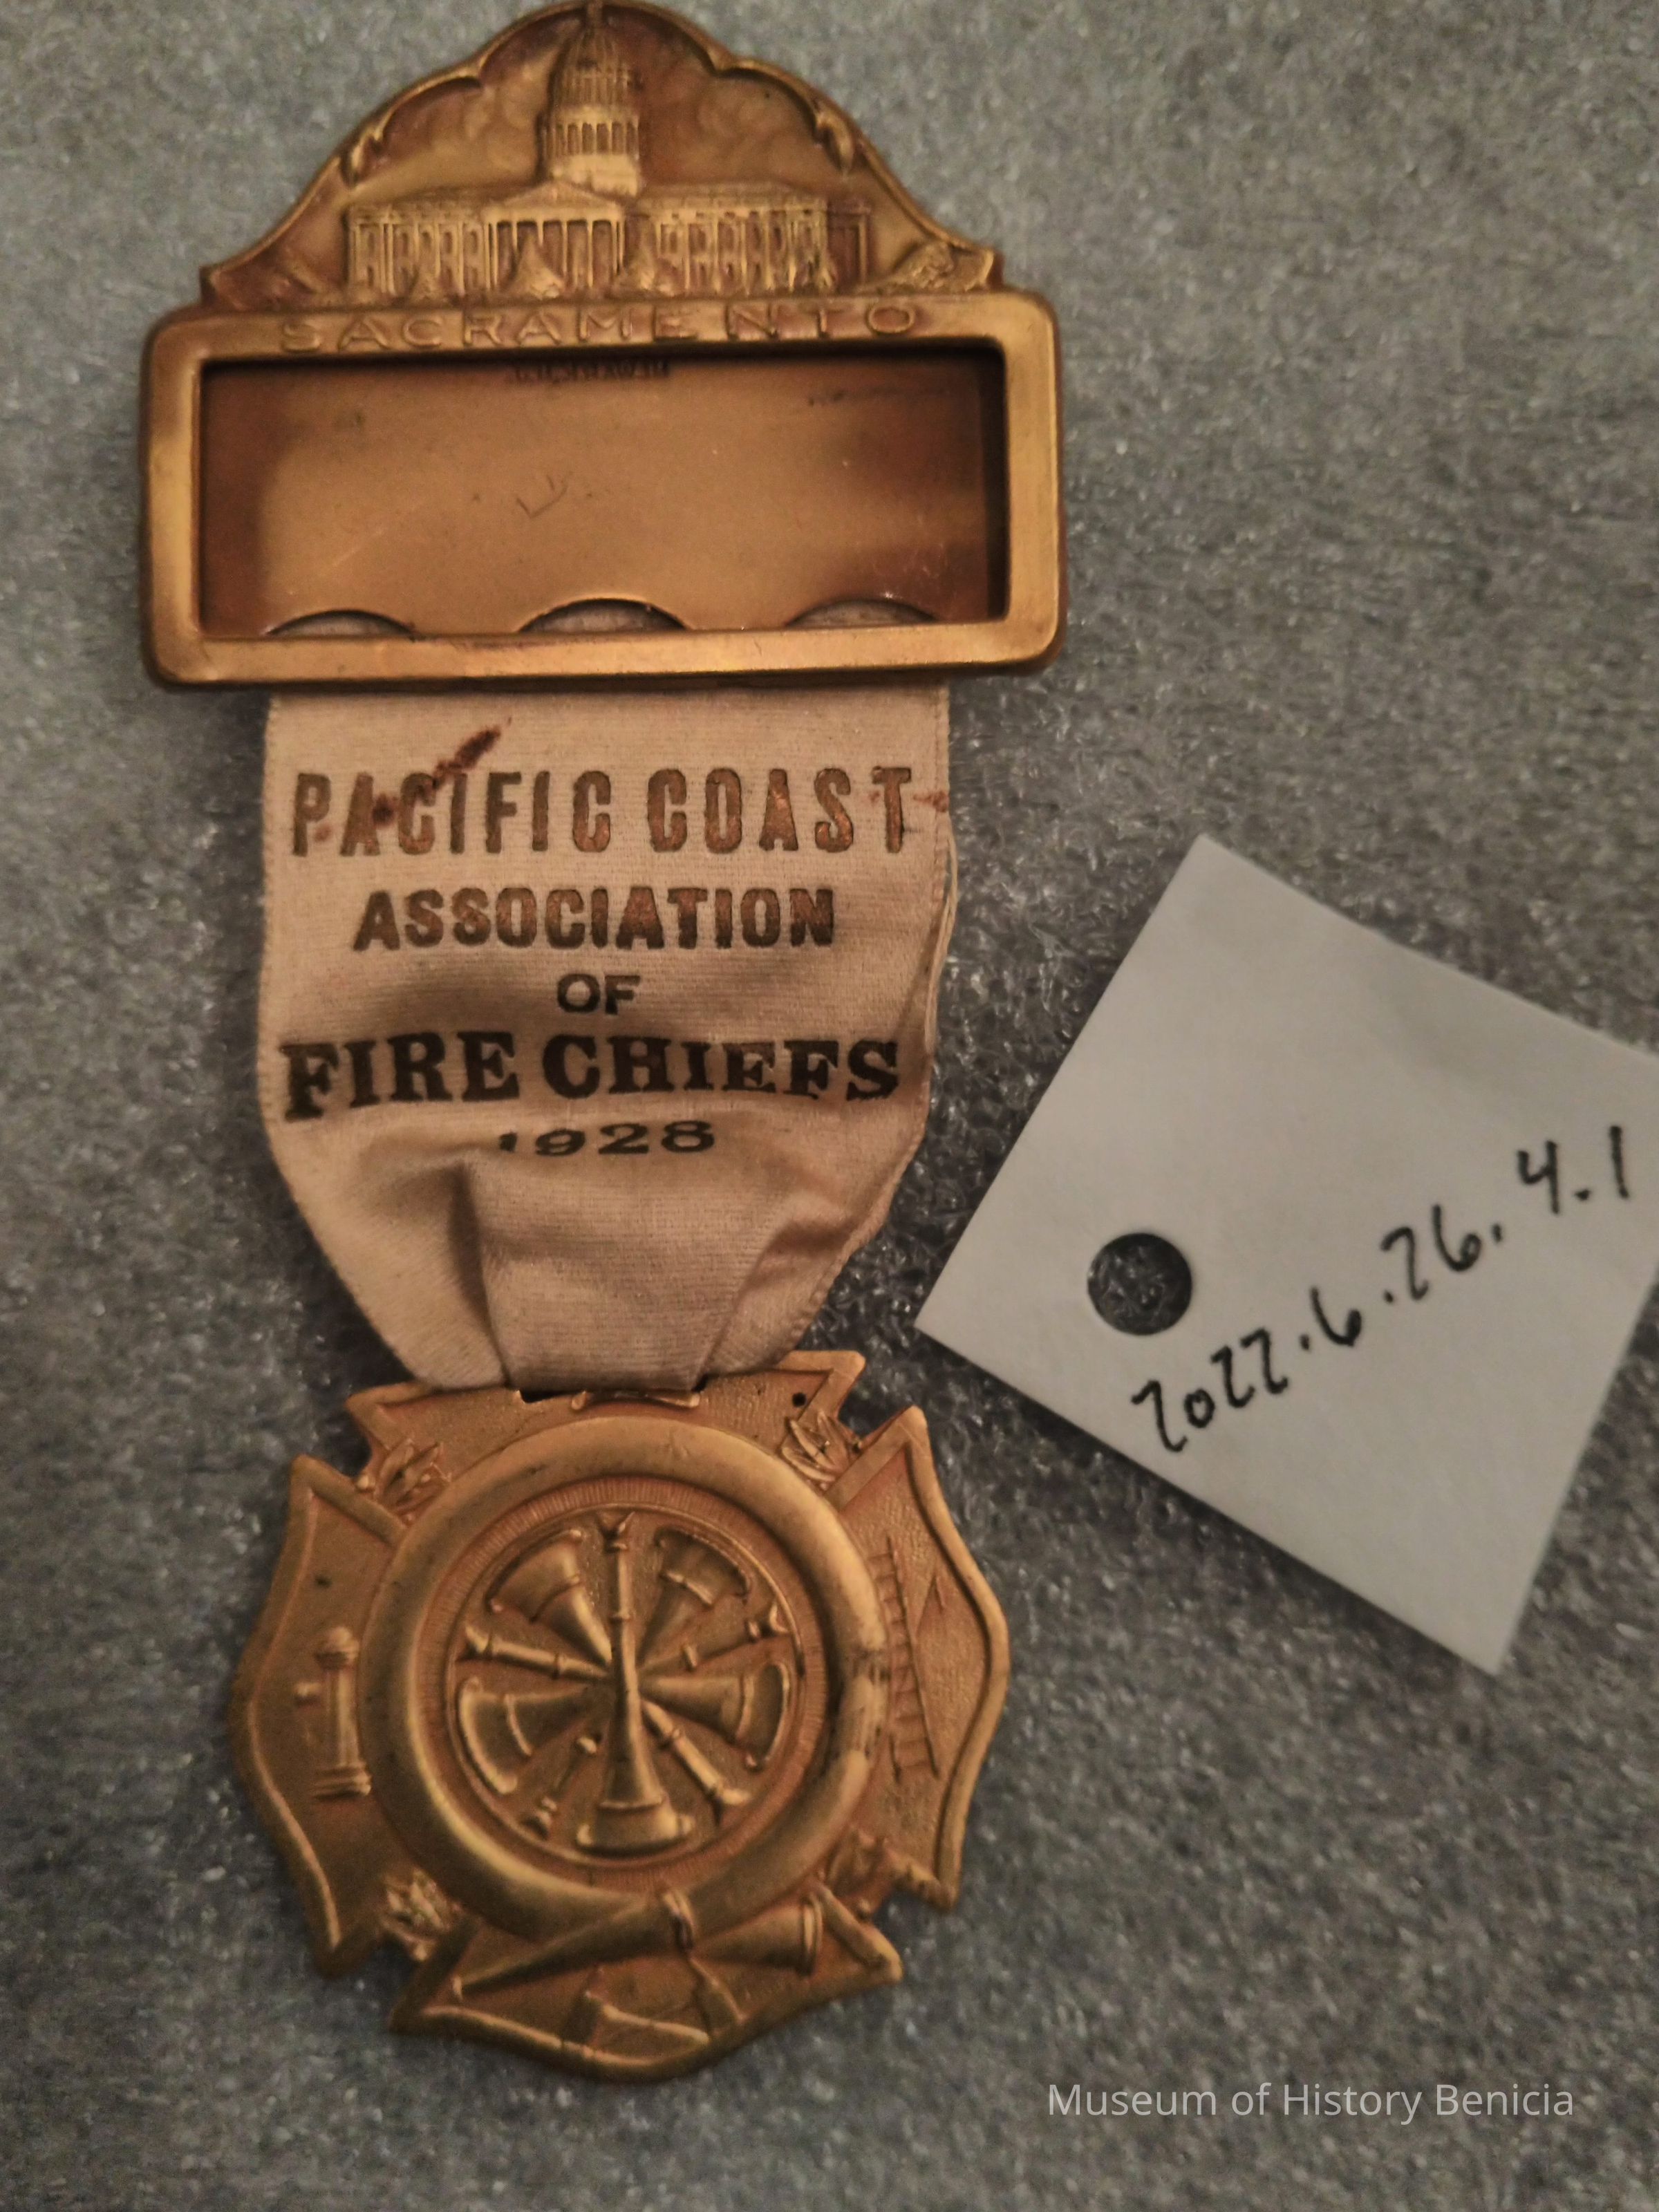 SACRAMENTO
PACIFIC COAST
ASSOCIATION
OF
FIRE CHIEFS
1928
2022.6.26.4.1
Museum of History Benicia